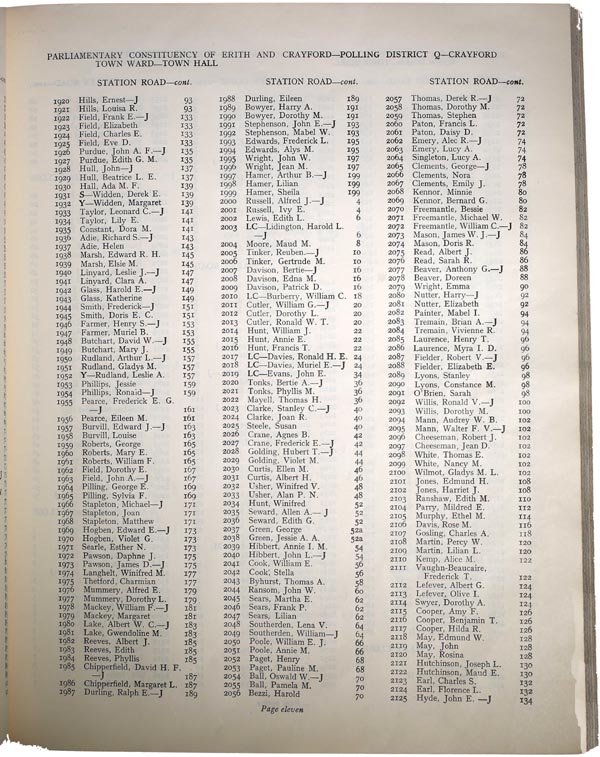 PARLIAMENTARY CONSTITUENCY OF ERITH AND CRAYFORD—POLLING DISTRICT Q—CRAYFORD
TOWN WARD—TOWN HALL
STATION ROAD—cont.
1920 Hills, Ernest—J 93
1921 Hills, Louisa R. 93
1922 Field, Frank E.—J 133
1923 Field, Elizabeth 133
1924 Field, Charles E. 133
1925 Field, Eve D. 133
1926 Purdue, John A. F.—J 135
1927 Purdue, Edith G. M. 135
1928 Hull, John—J 137
1929 Hull, Beatrice L. E. 137
1930 Hall, Ada M. F. 139
1931 S—Widden, Derek E. 139
1932 Y—Widden, Margaret 139
1933 Taylor, Leonard C.—J 141
1934 Taylor, Lily E. 141
1935 Constant, Dora M. 141
1936 Adie, Richard S.—J 143
1937 Adie, Helen 143
1938 Marsh, Edward R. H. 145
1939 Marsh, Elsie M. 145
1940 Linyard, Leslie J.—J 147
1941 Linyard, Clara A. 147
1942 Glass, Harold E.—J 149
1943 Glass, Katherine 149
1944 Smith, Frederick—J 151
1945 Smith, Doris E. C. 151
1946 Farmer, Henry S.—J 153
1947 Farmer, Muriel B. 153
1948 Butchart, David W.—J 155
1949 Butchart, Mary J. 155
1950 Rudland, Arthur L.—J 157
1951 Rudland, Gladys M. 157
1952 Y—Rudland, Leslie A. 157
1953 Phillips, Jessie 159
1954 Phillips, Ronald—J 159
1955 Pearce, Frederick E. G.
—J 161
1956 Pearce, Eileen M. 161
1957 Burvill, Edward J.—J 163
1958 Burvill, Louise 163
1959 Roberts, George 165
1960 Roberts, Mary E. 165
1961 Roberts, William F. 165
1962 Field, Dorothy E. 167
1963 Field, John A.—J 167
1964 Pilling, George E. 169
1965 Pilling, Sylvia F. 169
1966 Stapleton, Michael—J 171
1967 Stapleton, Joan 171
1968 Stapleton, Matthew 171
1969 Hogben, Edward E.—J 173
1970 Hogben, Violet G. 173
1971 Searle, Esther N. 173
1972 Pawson, Daphne J. 175
1973 Pawson, James D.—J 175
1974 Langhelt, Winifred M. 177
1975 Thetford, Charmian 177
1976 Mummery, Alfred E. 179
1977 Mummery, Dorothy L. 179
1978 Mackey, William F.—J 181
1979 Mackey, Margaret 181
1980 Lake, Albert W. C.—J 183
1981 Lake, Gwendoline M. 183
1982 Reeves, Albert J. 185
1983 Reeves, Edith 185
1984 Reeves, Phyllis 185
1985 Chipperfield, David H. F.
—J 187
1986 Chipperfield, Margaret L. 187
1987 Durling, Ralph E.—J 189
STATION ROAD—cont.
1988 Durling, Eileen 189
1989 Bowyer, Harry A. 191
1990 Bowyer, Dorothy M. 191
1991 Stephenson, John E.—J 193
1992 Stephenson, Mabel W. 193
1993 Edwards, Frederick L. 195
1994 Edwards, Alys M. 195
1995 Wright, John W. 197
1996 Wright, Jean M. 197
1997 Hamer, Arthur B.—J 199
1998 Hamer, Lilian 199
1999 Hamer, Sheila 199
2000 Russell, Alfred J.—J 4
2001 Russell, Ivy E. 4
2002 Lewis, Edith L. 6
2003 LC—Lidington, Harold L.
—J 6
2004 Moore, Maud M. 8
2005 Tinker, Reuben.—J 10
2006 Tinker, Gertrude M. 10
2007 Davison, Bertie—J 16
2008 Davison, Edna M. 16
2009 Davison, Patrick D. 16
2010 LC—Burberry, William C. 18
2011 Cutler, William G.—J 20
2012 Cutler, Dorothy L. 20
2013 Cutler, Ronald W. T. 20
2014 Hunt, William J. 22
2015 Hunt, Annie E. 22
2016 Hunt, Francis T. 22
2017 LC—Davies, Ronald H. E. 24
2018 LC—Davies, Muriel E.—J 24
2019 LC—Evans, John E. 34
2020 Tonks, Bertie A.—J 36
2021 Tonks, Phyllis M. 36
2022 Mayell, Thomas H. 36
2023 Clarke, Stanley C.—J 40
2024 Clarke, Joan R. 40
2025 Steele, Susan 40
2026 Crane, Agnes B. 42
2027 Crane, Frederick E.—J 42
2028 Golding, Hubert T.—J 44
2029 Golding, Violet M. 44
2030 Curtis, Ellen M. 46
2031 Curtis, Albert H. 46
2032 Usher, Winifred V. 48
2033 Usher, Alan P. N. 48
2034 Hunt, Winifred 52
2035 Seward, Allen A.—J 52
2036 Seward, Edith G. 52
2037 Green, George 52a
2038 Green, Jessie A. A. 52a
2039 Hibbert, Annie I. M. 54
2040 Hibbert, John L.—J 54
2041 Cook, William E. 56
2042 Cook, Stella 56
2043 Byhurst, Thomas A. 58
2044 Ransom, John W. 60
2045 Sears, Martha E. 62
2046 Sears, Frank P. 62
2047 Sears, Lilian 62
2048 Southerden, Lena V. 64
2049 Southerden, William—J 64
2050 Poole, William E. J. 66
2051 Poole, Annie M. 66
2052 Paget, Henry 68
2053 Paget, Pauline M. 68
2054 Ball, Oswald W.—J 70
2055 Ball, Pamela M. 70
2056 Bezzi, Harold 70
STATION ROAD—cont.
2057 Thomas, Derek R.—J 72
2058 Thomas, Dorothy M. 72
2059 Thomas, Stephen 72
2060 Paton, Francis L. 72
2061 Paton, Daisy D. 72
2062 Emery, Alec R.—J 74
2063 Emery, Lucy A. 74
2064 Singleton, Lucy A. 74
2065 Clements, George—J 78
2066 Clements, Nora 78
2067 Clements, Emily J. 78
2068 Kennor, Minnie 80
2069 Kennor, Bernard G. 80
2070 Freemantle, Bessie 82
2071 Freemantle, Michael W. 82
2072 Freemantle, William C.—J 82
2073 Mason, James W. J.—J 84
2074 Mason, Doris R. 84
2075 Read, Albert J. 86
2076 Read, Sarah R. 86
2077 Beaver, Anthony G.—J 88
2078 Beaver, Doreen 88
2079 Wright, Emma 90
2080 Nutter, Harry—J 92
2081 Nutter, Elizabeth 92
2082 Painter, Mabel I. 94
2083 Tremain, Brian A.—J 94
2084 Tremain, Vivienne R. 94
2085 Laurence, Henry T. 96
2086 Laurence, Myra I. D. 96
2087 Fielder, Robert V.—J 96
2088 Fielder, Elizabeth E. 96
2089 Lyons, Stanley 98
2090 Lyons, Constance M. 98
2091 O'Brien, Sarah 98
2092 Willis, Ronald V.—J 100
2093 Willis, Dorothy M. 100
2094 Mann, Audrey W. B. 102
2095 Mann, Walter F. V.—J 102
2096 Cheeseman, Robert J. 102
2097 Cheeseman, Jean D. 102
2098 White, Thomas E. 102
2099 White, Nancy M. 102
2100 Wilmot, Gladys M. L. 102
2101 Jones, Edmund H. 108
2102 Jones, Harriet J. 108
2103 Ranshaw, Edith M. 110
2104 Parry, Mildred E. 112
2105 Murphy, Ethel M. 114
2106 Davis, Rose M. 116
2107 Gosling, Charles A. 118
2108 Martin, Percy W. 120
2109 Martin, Lilian L. 120
2110 Kemp, Alice M. 122
2111 Vaughn-Beaucaire,
Frederick T. 122
2112 Lefever, Albert G. 124
2113 Lefever, Olive I. 124
2114 Swyer, Dorothy A. 124
2115 Cooper, Amy F. 126
2116 Cooper, Benjamin T. 126
2117 Cooper, Hilda R. 126
2118 May, Edmund W. 128
2119 May, John 128
2120 May, Rosina 128
2121 Hutchinson, Joseph L. 130
2122 Hutchinson, Maud E. 130
2123 Earl, Charles S. 132
2124 Earl, Florence L. 132
2125 Hyde, John E. —J 134
Page eleven